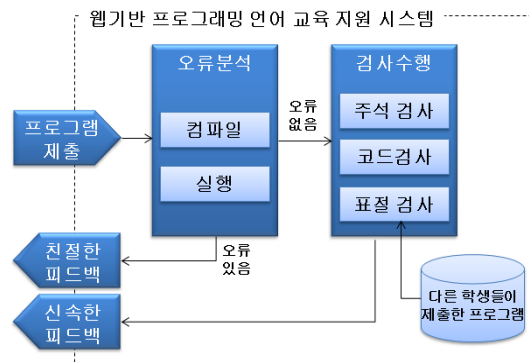 웹기반 프로그래밍 언어 교육 지원 시스템
오류분석
컴파일
실행
오류
없음
검사수행
주석 검사
코드검사
표절 검사
프로그램
제출
친절한
피드백
오류
있음
신속한
피드백
다른 학생들이
제출한 프로그램